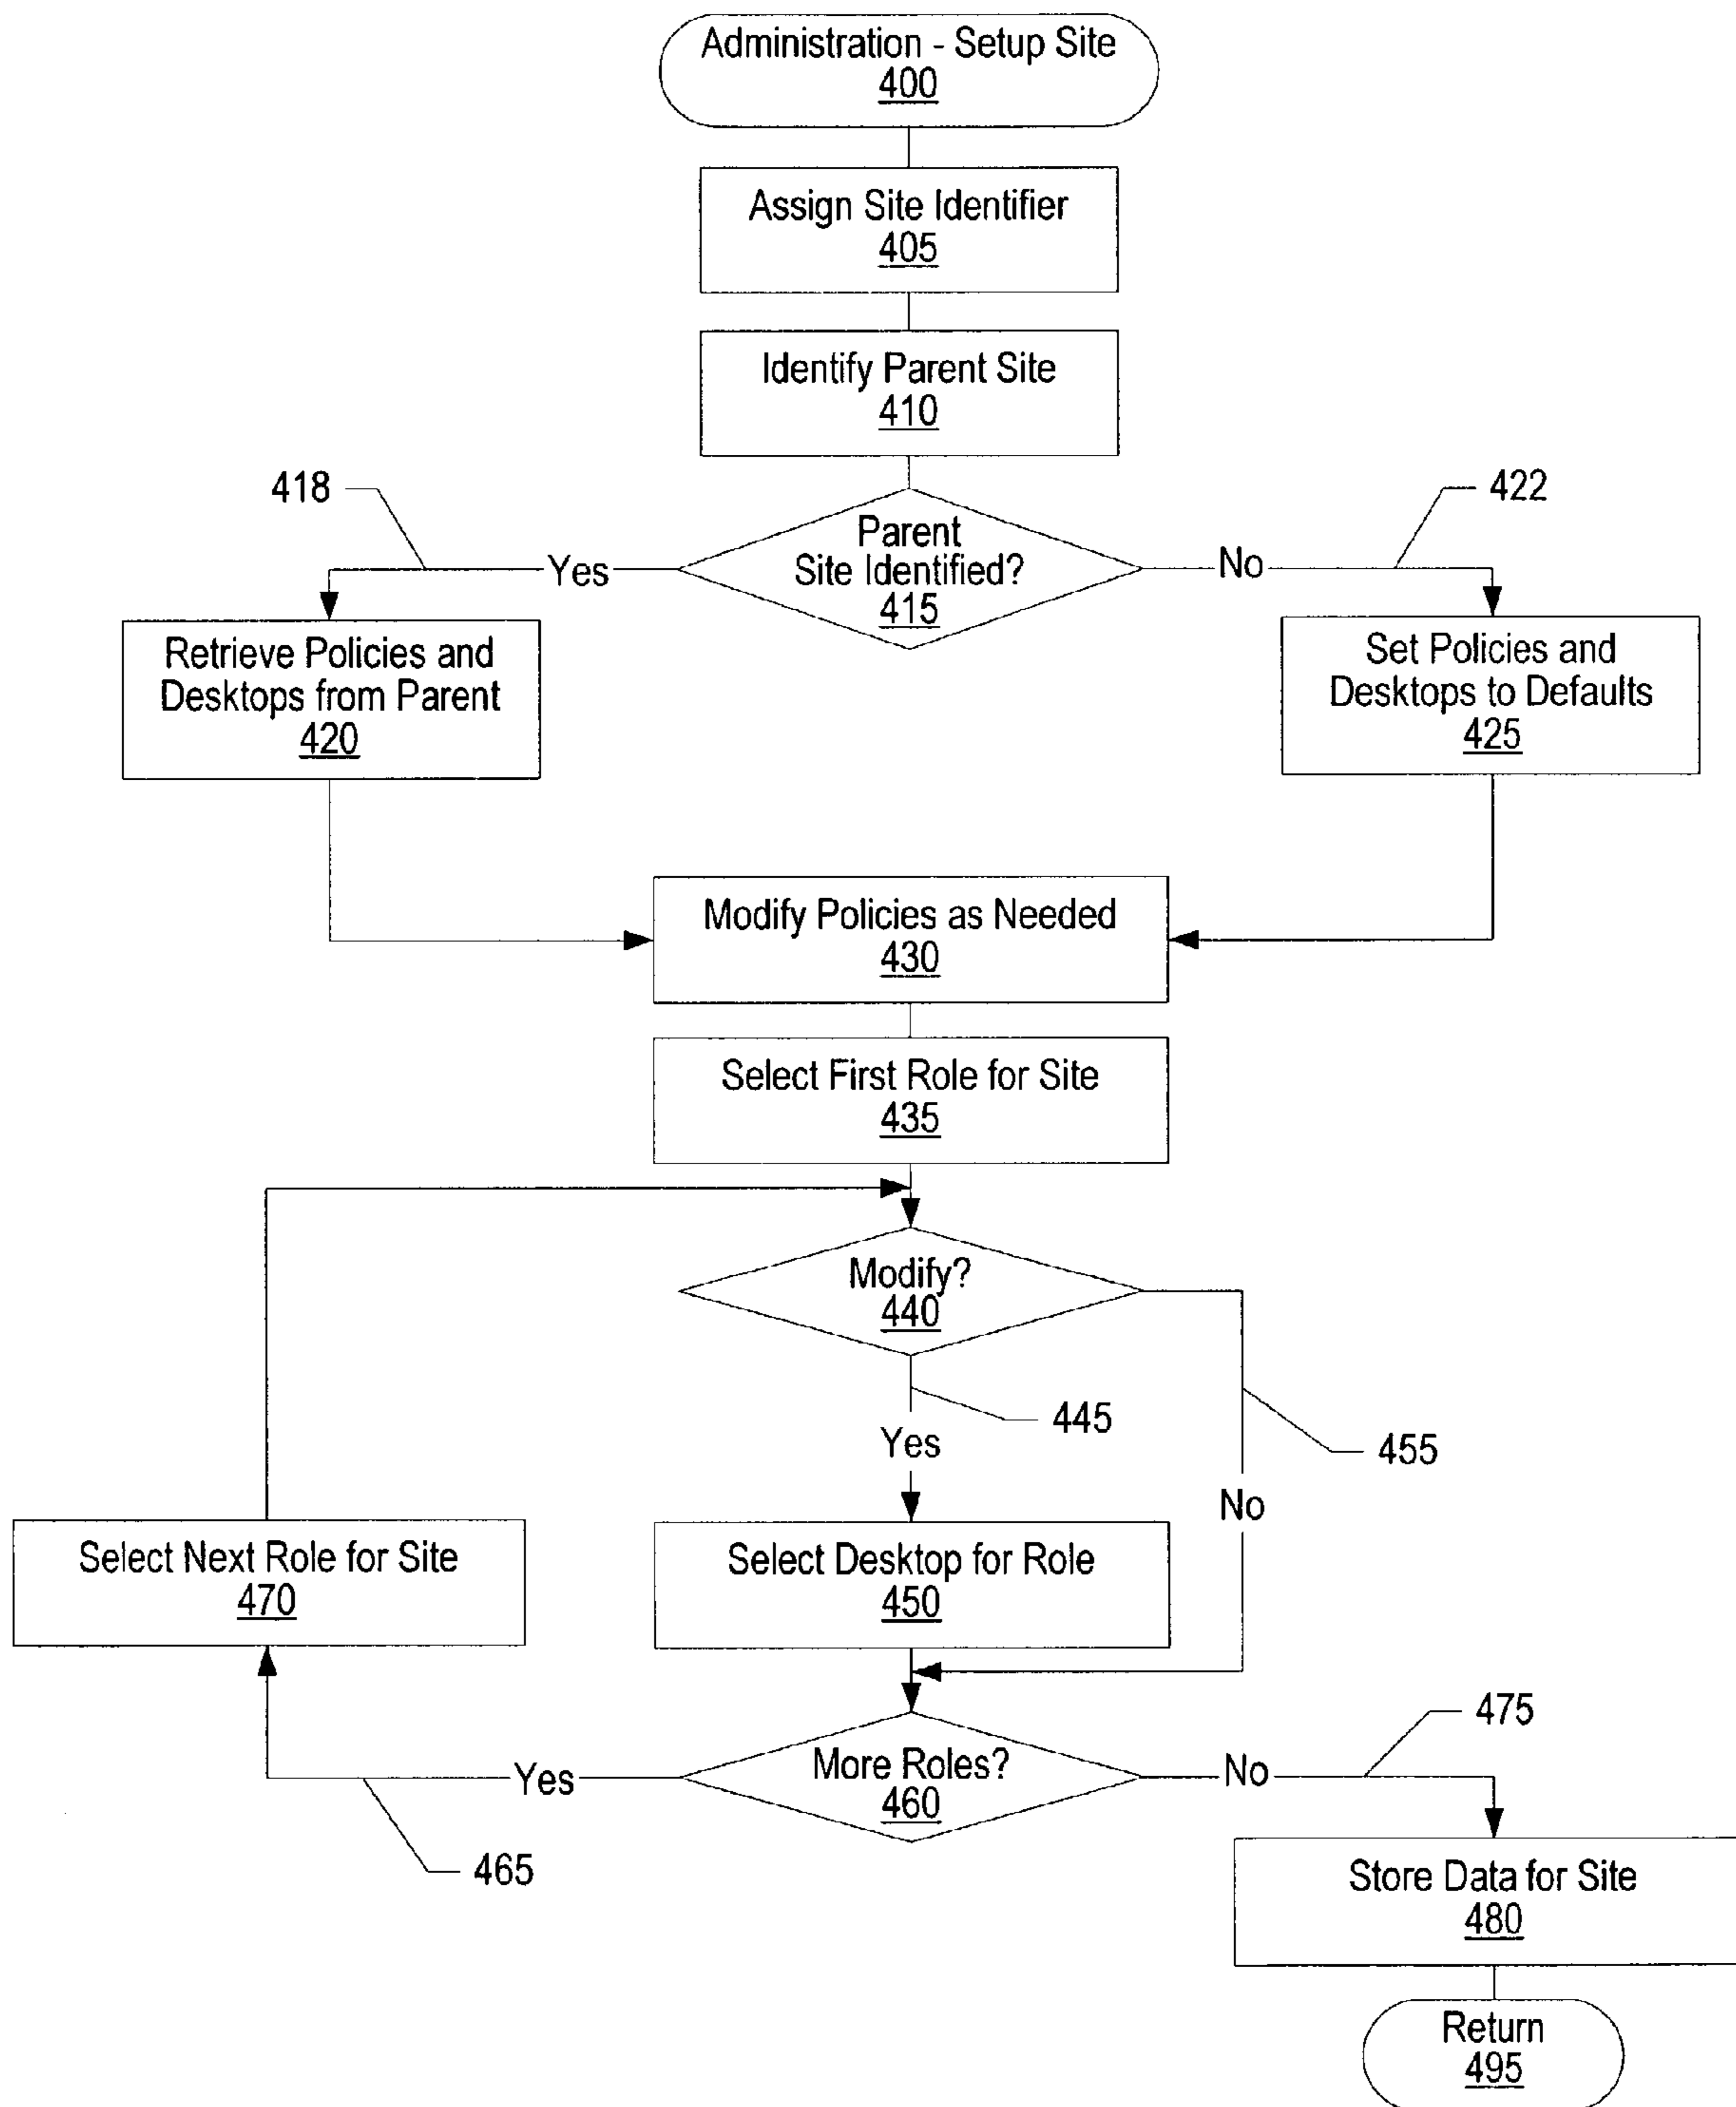 Administration - Setup Site
400
Assign Site Identifier
405
Identify Parent Site
410
418
422
Parent
Site Identified?
415
Yes
No
Retrieve Policies and
Desktops from Parent
420
Set Policies and
Desktops to Defaults
425
Modify Policies as Needed
430
Select First Role for Site
435
Modify?
440
445
Yes
455
No
Select Next Role for Site
470
Select Desktop for Role
450
475
More Roles?
460
Yes
No
465
Store Data for Site
480
Return
495